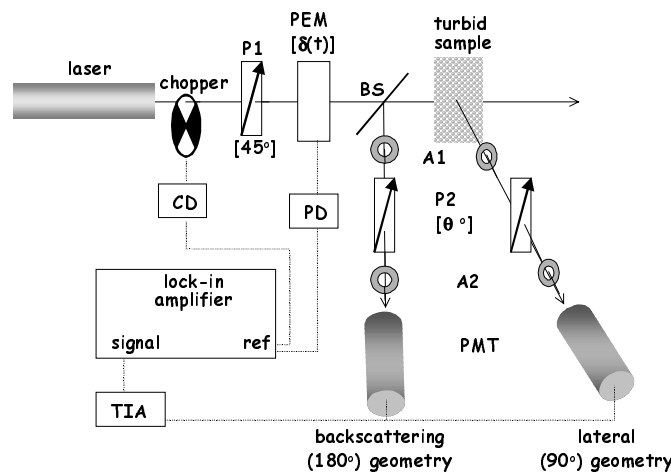 PEM
[δ(t)]
turbid
sample
P1
laser
chopper
BS
[45°]
A1
CD
PD
P2
[θ °]
lock-in
amplifier
A2
signal
ref
PMT
TIA
backscattering
(180°) geometry
lateral
(90°) geometry